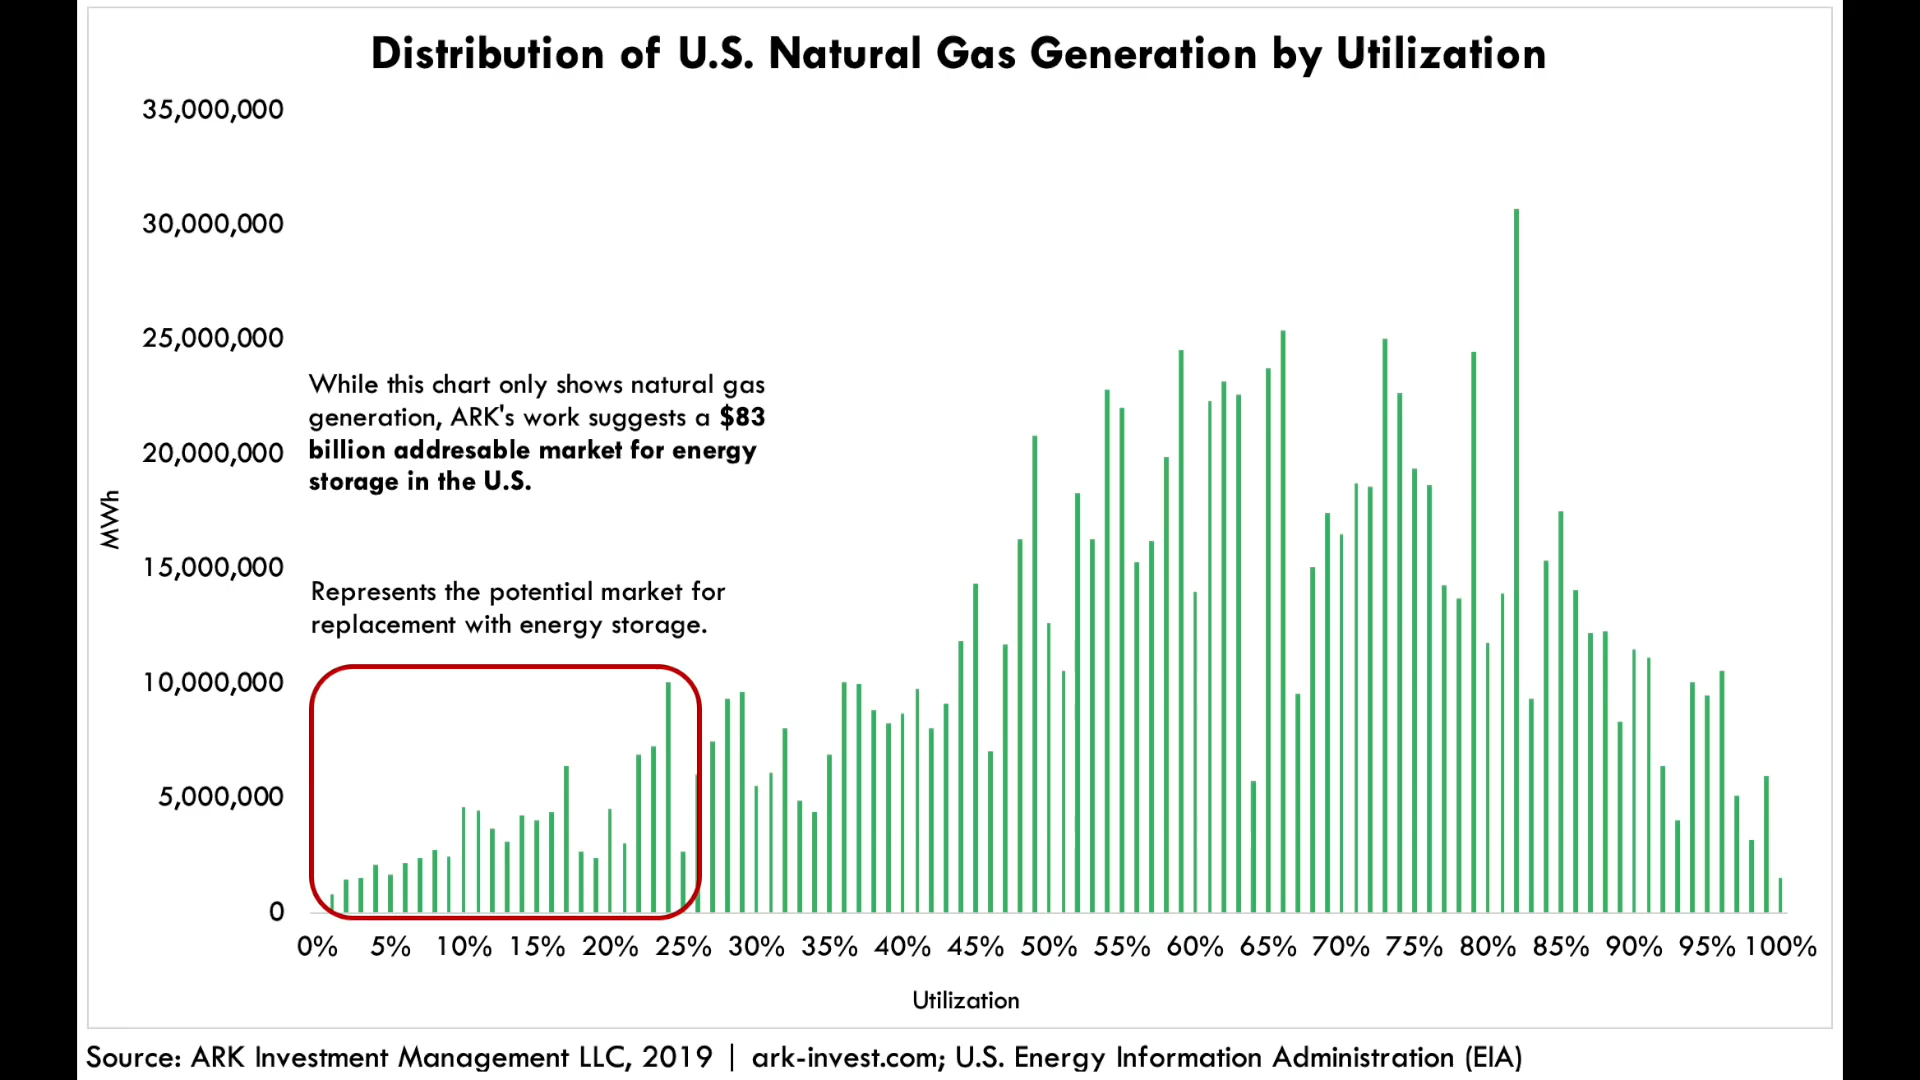 Distribution of U.S. Natural Gas Generation by Utilization
35,000,000
30,000,000
25,000,000
20,000,000
15,000,000
10,000,000
5,000,000
0
MWh
While this chart only shows natural gas
generation, ARK's work suggests a $83
billion addresable market for energy
storage in the U.S.
Represents the potential market for
replacement with energy storage.
0% 5% 10% 15% 20% 25% 30% 35% 40% 45% 50% 55% 60% 65% 70% 75% 80% 85% 90% 95% 100%
Utilization
Source: ARK Investment Management LLC, 2019 | ark-invest.com; U.S. Energy Information Administration (EIA)